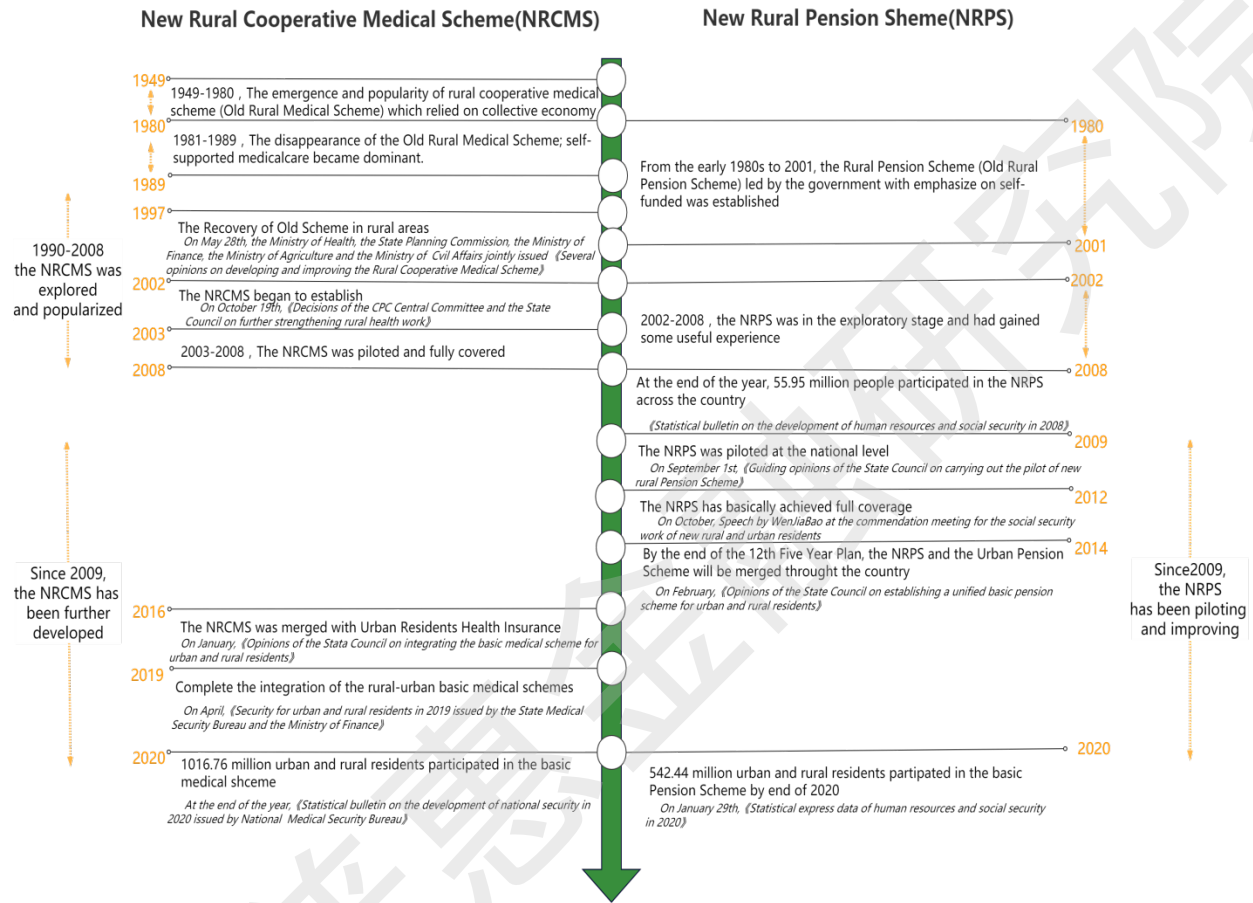 New Rural Cooperative Medical Scheme(NRCMS)
New Rural Pension Sheme(NRPS)
1949
1949-1980 , The emergence and popularity of rural cooperative medical
scheme (Old Rural Medical Scheme) which relied on collective economy
1980
1981-1989 , The disappearance of the Old Rural Medical Scheme; self-
supported medicalcare became dominant.
1989
1997
The Recovery of Old Scheme in rural areas
On May 28th, the Ministry of Health, the State Planning Commission, the Ministry of
Finance, the Ministry of Agriculture and the Ministry of Cvil Affairs jointly issued 《Several
opinions on developing and improving the Rural Cooperative Medical Scheme》
2002
The NRCMS began to establish
On October 19th,《Decisions of the CPC Central Committee and the State
Council on further strengthening rural health work》
2003
2003-2008 , The NRCMS was piloted and fully covered
2008
1990-2008
the NRCMS was
explored
and popularized
Since 2009,
the NRCMS has
been further
developed
2016
The NRCMS was merged with Urban Residents Health Insurance
On January,《Opinions of the Stata Council on integrating the basic medical scheme for
urban and rural residents》
2019
Complete the integration of the rural-urban basic medical schemes
On April,《Security for urban and rural residents in 2019 issued by the State Medical
Security Bureau and the Ministry of Finance》
2020
1016.76 million urban and rural residents participated in the basic
medical shceme
At the end of the year,《Statistical bulletin on the development of national security in
2020 issued by National Medical Security Bureau》
1980
From the early 1980s to 2001, the Rural Pension Scheme (Old Rural
Pension Scheme) led by the government with emphasize on self-
funded was established
2001
2002
2002-2008 , the NRPS was in the exploratory stage and had gained
some useful experience
2008
At the end of the year, 55.95 million people participated in the NRPS
across the country
《Statistical bulletin on the development of human resources and social security in 2008》
2009
The NRPS was piloted at the national level
On September 1st,《Guiding opinions of the State Council on carrying out the pilot of new
rural Pension Scheme》
2012
The NRPS has basically achieved full coverage
On October, Speech by WenJiaBao at the commendation meeting for the social security
work of new rural and urban residents
2014
By the end of the 12th Five Year Plan, the NRPS and the Urban Pension
Scheme will be merged throught the country
On February,《Opinions of the State Council on establishing a unified basic pension
scheme for urban and rural residents》
Since2009,
the NRPS
has been piloting
and improving
2020
542.44 million urban and rural residents partipated in the basic
Pension Scheme by end of 2020
On January 29th,《Statistical express data of human resources and social security
in 2020》
惠金融研究院